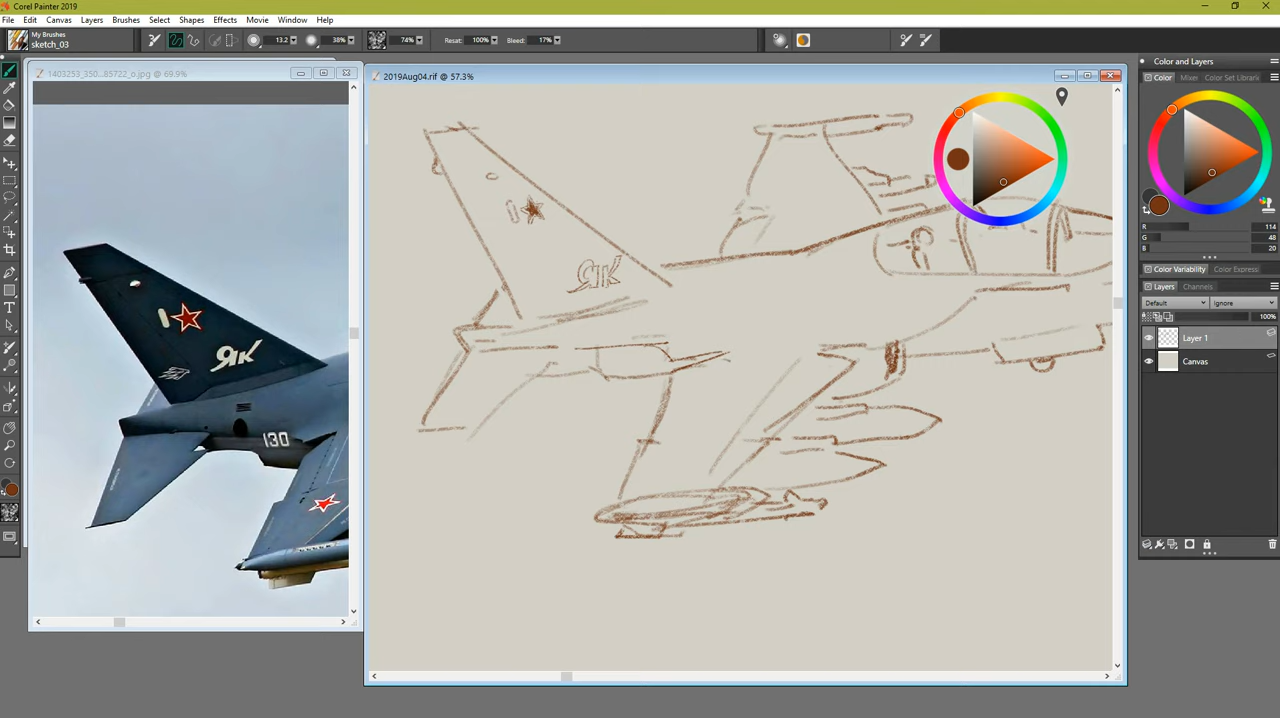 Corel Painter 2019
File Edit Canvas Layers Brushes Select Shapes Effects Movie Window Help
My Brushes
sketch_03
13.2 38% 74% Resat: 100% Bleed: 17%
1403253_350...85722_o.jpg @ 69.9%
2019Aug04.rif @ 57.3%
Color and Layers
Color Mixer Color Set Librari
R 114
G 48
B 20
Color Variability Color Express
Layers Channels
Default Ignore
100%
Layer 1
Canvas
ЯК
130
ЯК